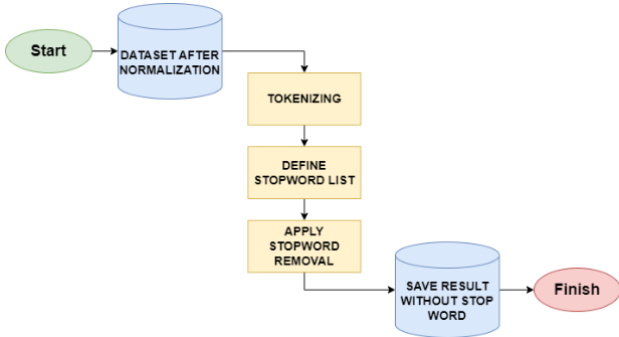 Start
DATASET AFTER
NORMALIZATION
TOKENIZING
DEFINE
STOPWORD LIST
APPLY
STOPWORD
REMOVAL
SAVE RESULT
WITHOUT STOP
WORD
Finish